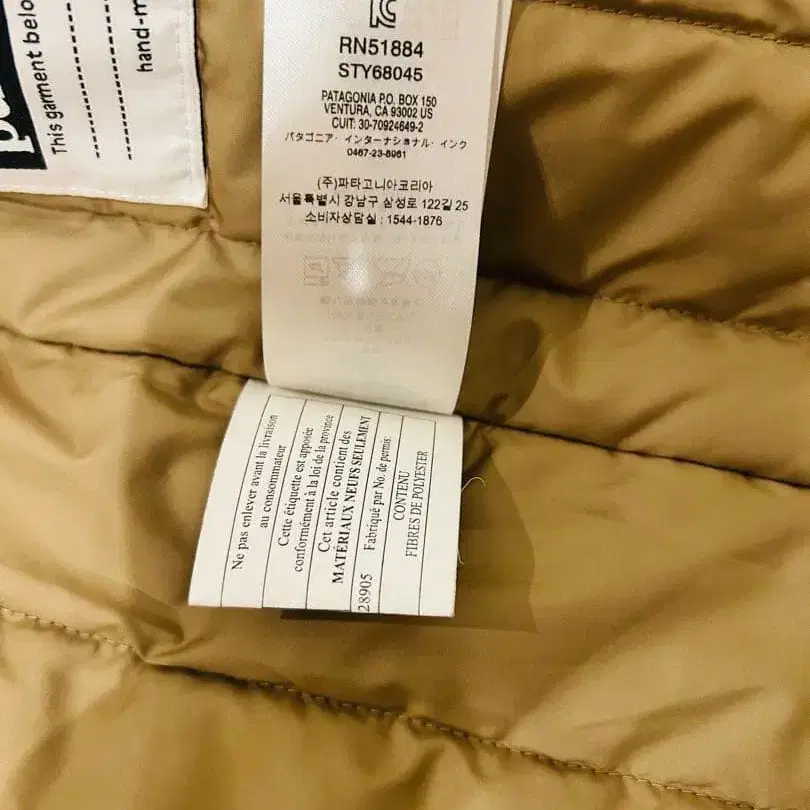 This garment belo
hand-m
RN51884
STY68045
PATAGONIA P.O. BOX 150
VENTURA, CA 93002 US
CUIT: 30-70924649-2
パタゴニア・インターナショナル・インク
0467-23-8961
(주)파타고니아코리아
서울특별시 강남구 삼성로 122길 25
소비자상담실 : 1544-1876
Ne pas enlever avant la livraison
au consommateur
Cette étiquette est apposée
conformément à la loi de la province
Cet article contient des
MATÉRIAUX NEUFS SEULEMENT
Fabriqué par No. de permis:
28905
CONTENU
FIBRES DE POLYESTER